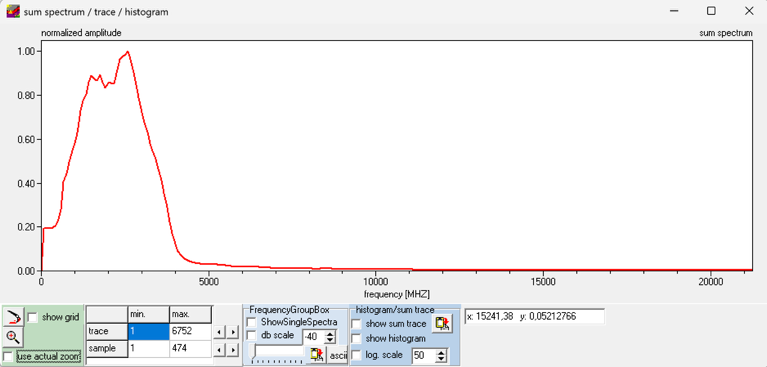 sum spectrum / trace / histogram
normalized amplitude
sum spectrum
1.00
0.80
0.60
0.40
0.20
0.00
0
5000
10000
15000
20000
frequency [MHZ]
show grid
use actual zoom
min. max.
trace 1 6752
sample 1 474
FrequencyGroupBox
ShowSingleSpectra
db scale -40
ascii
histogram/sum trace
show sum trace
show histogram
log. scale 50
x: 15241,38 y: 0,05212766